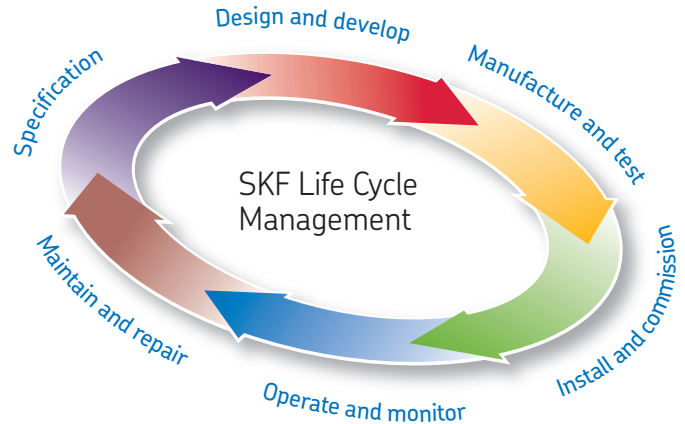 Design and develop
Manufacture and test
Install and commission
Operate and monitor
Maintain and repair
Specification
SKF Life Cycle
Management